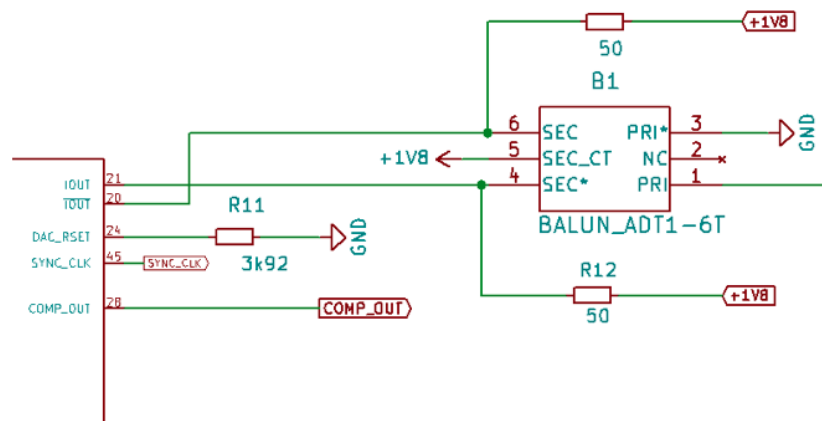 +1V8
50
B1
6 SEC PRI* 3 GND
+1V8 5 SEC_CT NC 2
4 SEC* PRI 1
BALUN_ADT1-6T
IOUT 21
IOUT 20
R11
DAC_RSET 24 GND
3k92
SYNC_CLK 45 SYNC_CLK
R12
+1V8
50
COMP_OUT 28 COMP_OUT